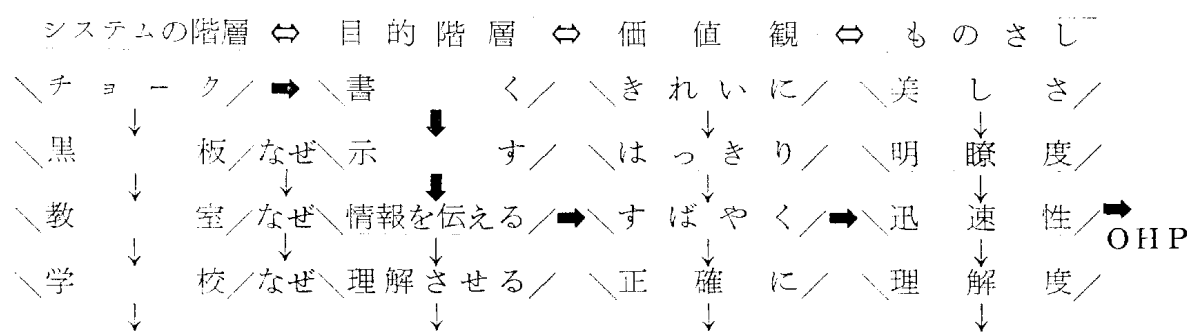 システムの階層 ⇔ 目的階層 ⇔ 価値観 ⇔ ものさし
＼チョーク／ ➡ ＼書く／ ＼きれいに／ ＼美しさ／
↓ ⬇ ↓ ↓
＼黒板／なぜ＼示す／ ＼はっきり／ ＼明瞭度／
↓ ↓ ⬇ ↓ ↓
＼教室／なぜ＼情報を伝える／➡＼すばやく／➡＼迅速性／➡
OHP
↓ ↓ ↓ ↓ ↓
＼学校／なぜ＼理解させる／ ＼正確に／ ＼理解度／
↓ ↓ ↓ ↓